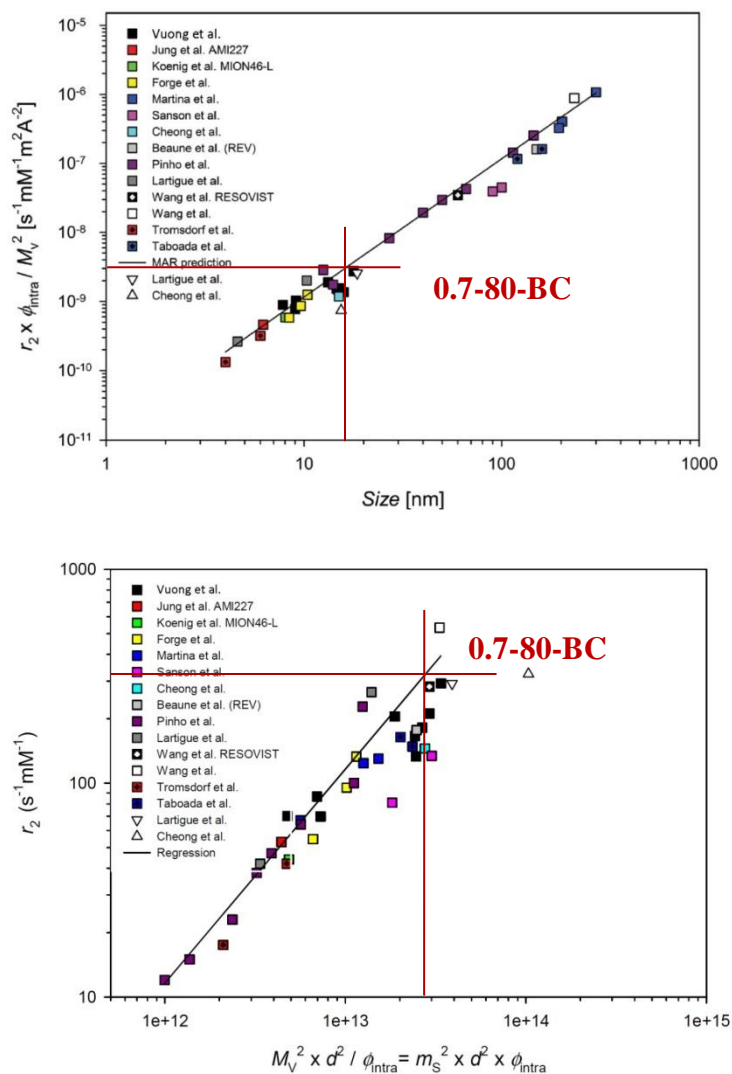 10⁻⁵
10⁻⁶
10⁻⁷
10⁻⁸
10⁻⁹
10⁻¹⁰
10⁻¹¹
r₂ x ϕintra / Mᵥ² [s⁻¹mM⁻¹m²A⁻²]
Vuong et al.
Jung et al. AMI227
Koenig et al. MION46-L
Forge et al.
Martina et al.
Sanson et al.
Cheong et al.
Beaune et al. (REV)
Pinho et al.
Lartigue et al.
Wang et al. RESOVIST
Wang et al.
Tromsdorf et al.
Taboada et al.
MAR prediction
Lartigue et al.
Cheong et al.
0.7-80-BC
1 10 100 1000
Size [nm]
1000
100
10
r₂ (s⁻¹mM⁻¹)
Vuong et al.
Jung et al. AMI227
Koenig et al. MION46-L
Forge et al.
Martina et al.
Sanson et al.
Cheong et al.
Beaune et al. (REV)
Pinho et al.
Lartigue et al.
Wang et al. RESOVIST
Wang et al.
Tromsdorf et al.
Taboada et al.
Lartigue et al.
Cheong et al.
Regression
0.7-80-BC
1e+12 1e+13 1e+14 1e+15
Mᵥ² x d² / ϕintra = mS² x d² x ϕintra